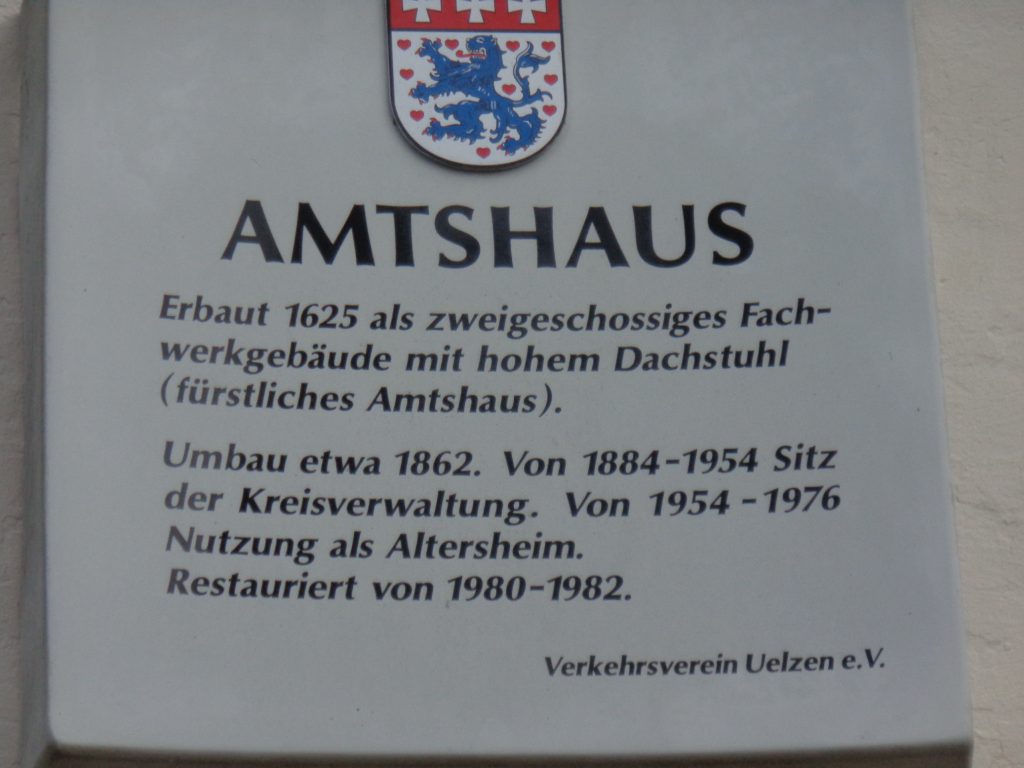 AMTSHAUS
Erbaut 1625 als zweigeschossiges Fach-
werkgebäude mit hohem Dachstuhl
(fürstliches Amtshaus).
Umbau etwa 1862. Von 1884-1954 Sitz
der Kreisverwaltung. Von 1954 - 1976
Nutzung als Altersheim.
Restauriert von 1980-1982.
Verkehrsverein Uelzen e.V.